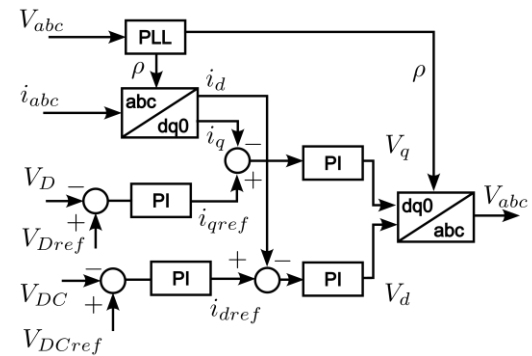 V_abc
PLL
ρ
i_d
ρ
i_abc
abc
dq0
i_q
−
+
V_q
PI
V_D
−
+
PI
i_qref
V_Dref
dq0
abc
V_abc
V_DC
−
+
PI
+
−
i_dref
PI
V_d
V_DCref